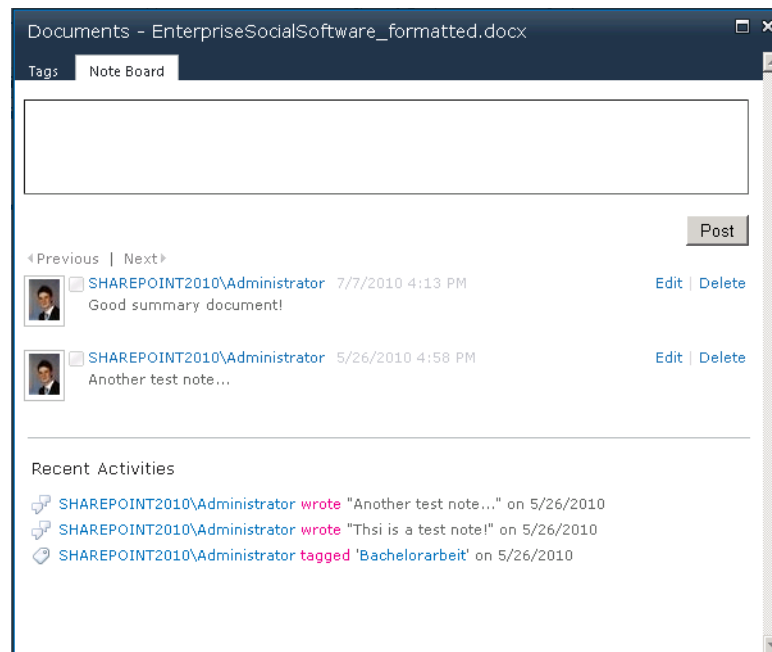 Documents - EnterpriseSocialSoftware_formatted.docx
Tags Note Board
Post
Previous | Next
SHAREPOINT2010\Administrator 7/7/2010 4:13 PM Edit | Delete
Good summary document!
SHAREPOINT2010\Administrator 5/26/2010 4:58 PM Edit | Delete
Another test note...
Recent Activities
SHAREPOINT2010\Administrator wrote "Another test note..." on 5/26/2010
SHAREPOINT2010\Administrator wrote "Thsi is a test note!" on 5/26/2010
SHAREPOINT2010\Administrator tagged 'Bachelorarbeit' on 5/26/2010